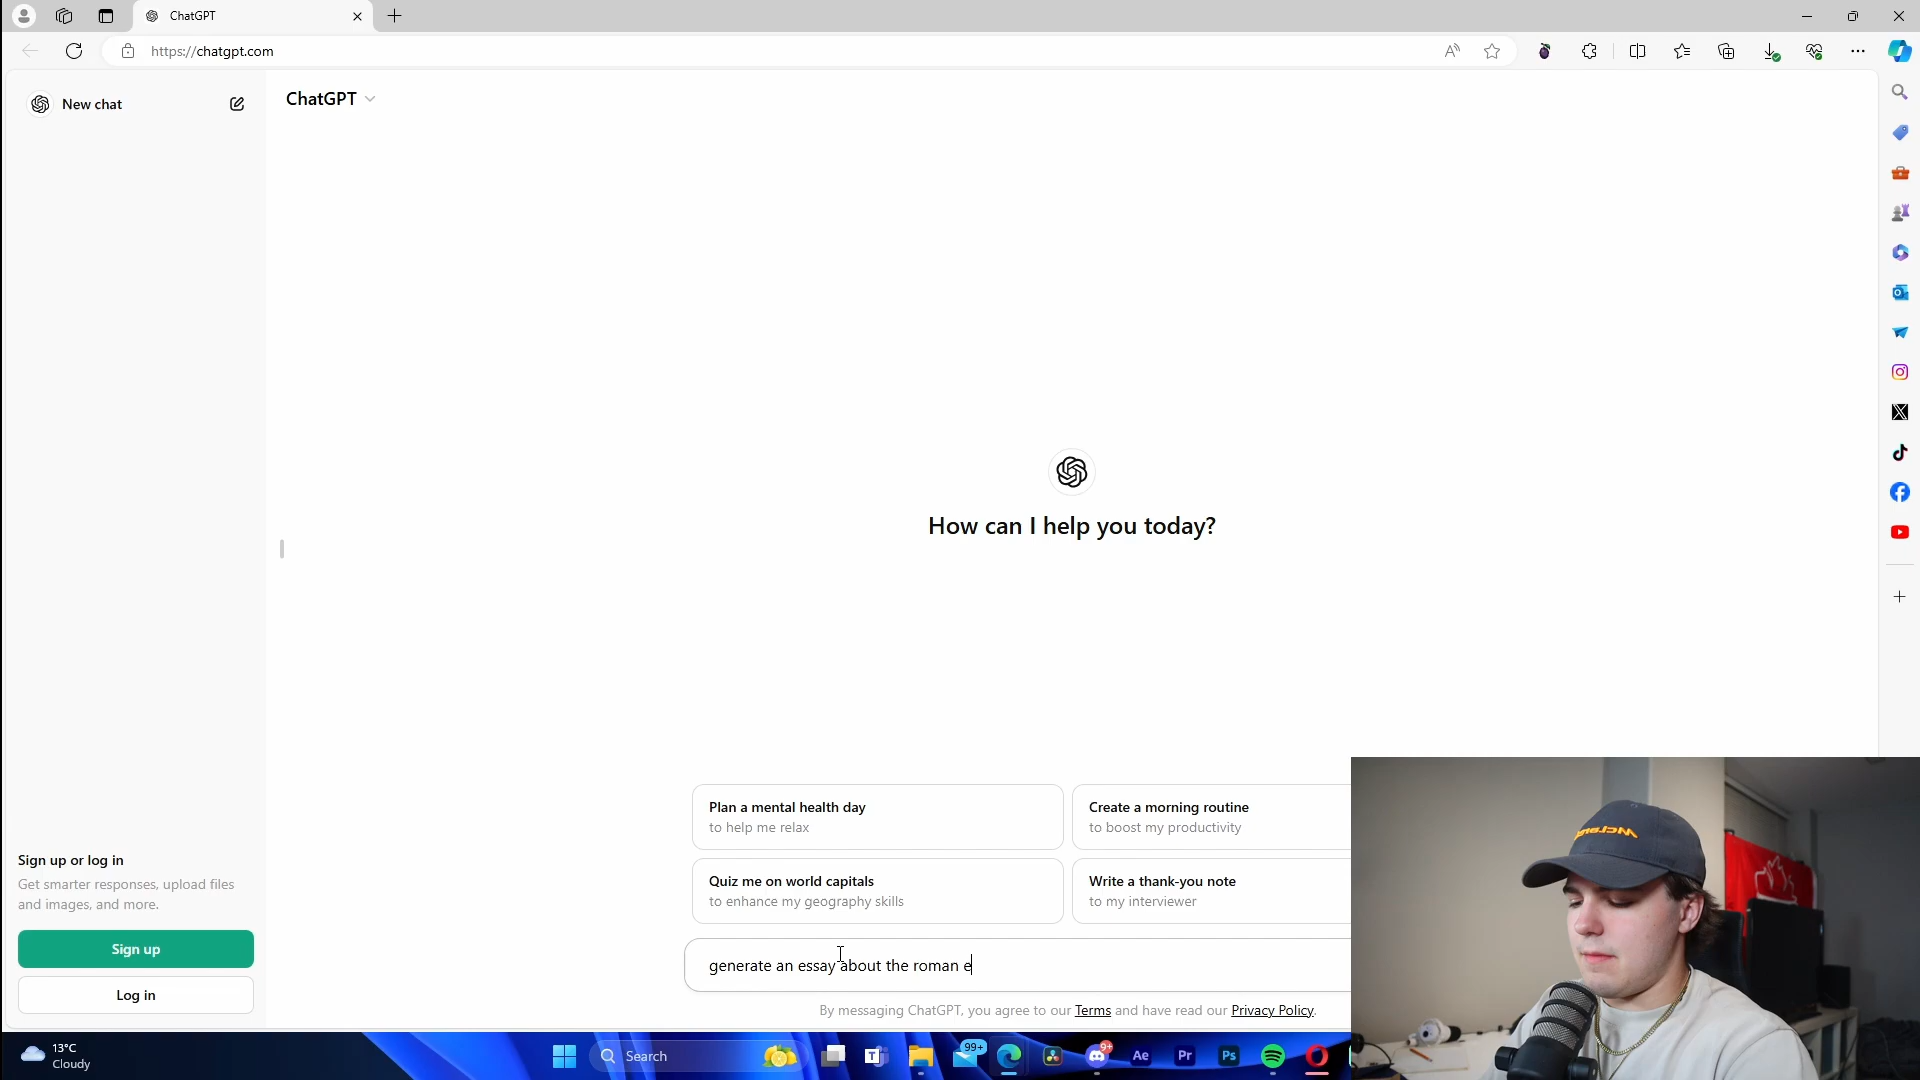 ChatGPT
https://chatgpt.com
New chat
ChatGPT
How can I help you today?
Plan a mental health day
to help me relax
Create a morning routine
to boost my productivity
Quiz me on world capitals
to enhance my geography skills
Write a thank-you note
to my interviewer
Sign up or log in
Get smarter responses, upload files
and images, and more.
Sign up
Log in
generate an essay about the roman e
By messaging ChatGPT, you agree to our Terms and have read our Privacy Policy.
13°C
Cloudy
Search
99+
9+
Ae
Pr
Ps